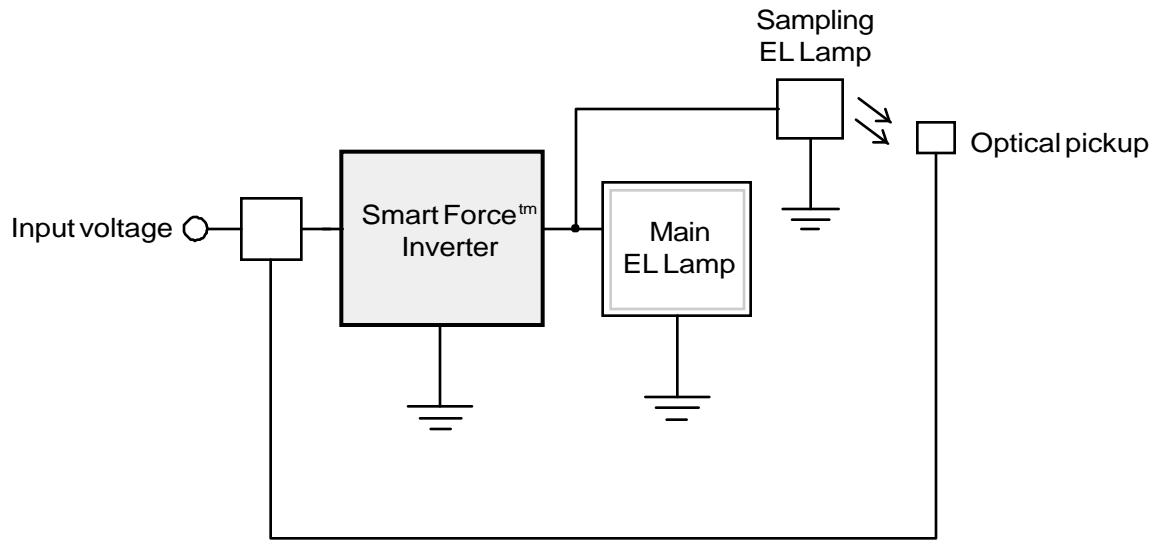 Sampling
EL Lamp
Optical pickup
Input voltage
Smart Force™
Inverter
Main
EL Lamp